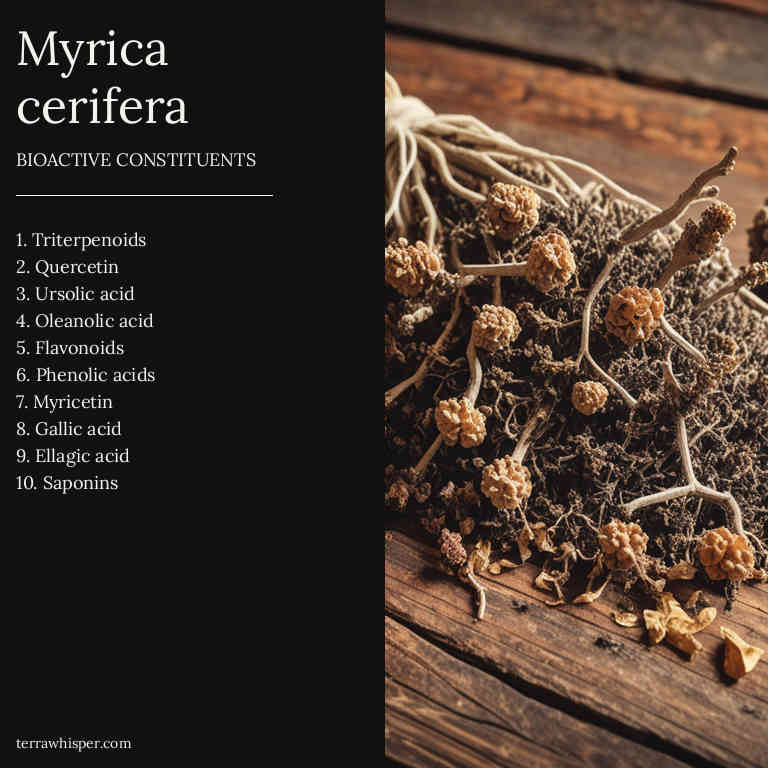 Myrica
cerifera
BIOACTIVE CONSTITUENTS
1. Triterpenoids
2. Quercetin
3. Ursolic acid
4. Oleanolic acid
5. Flavonoids
6. Phenolic acids
7. Myricetin
8. Gallic acid
9. Ellagic acid
10. Saponins
terrawhisper.com